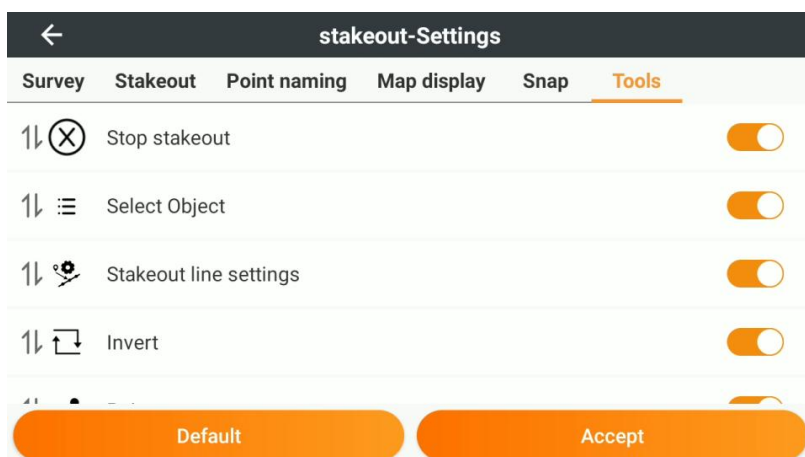 stakeout-Settings
Survey Stakeout Point naming Map display Snap Tools
Stop stakeout
Select Object
Stakeout line settings
Invert
Default Accept